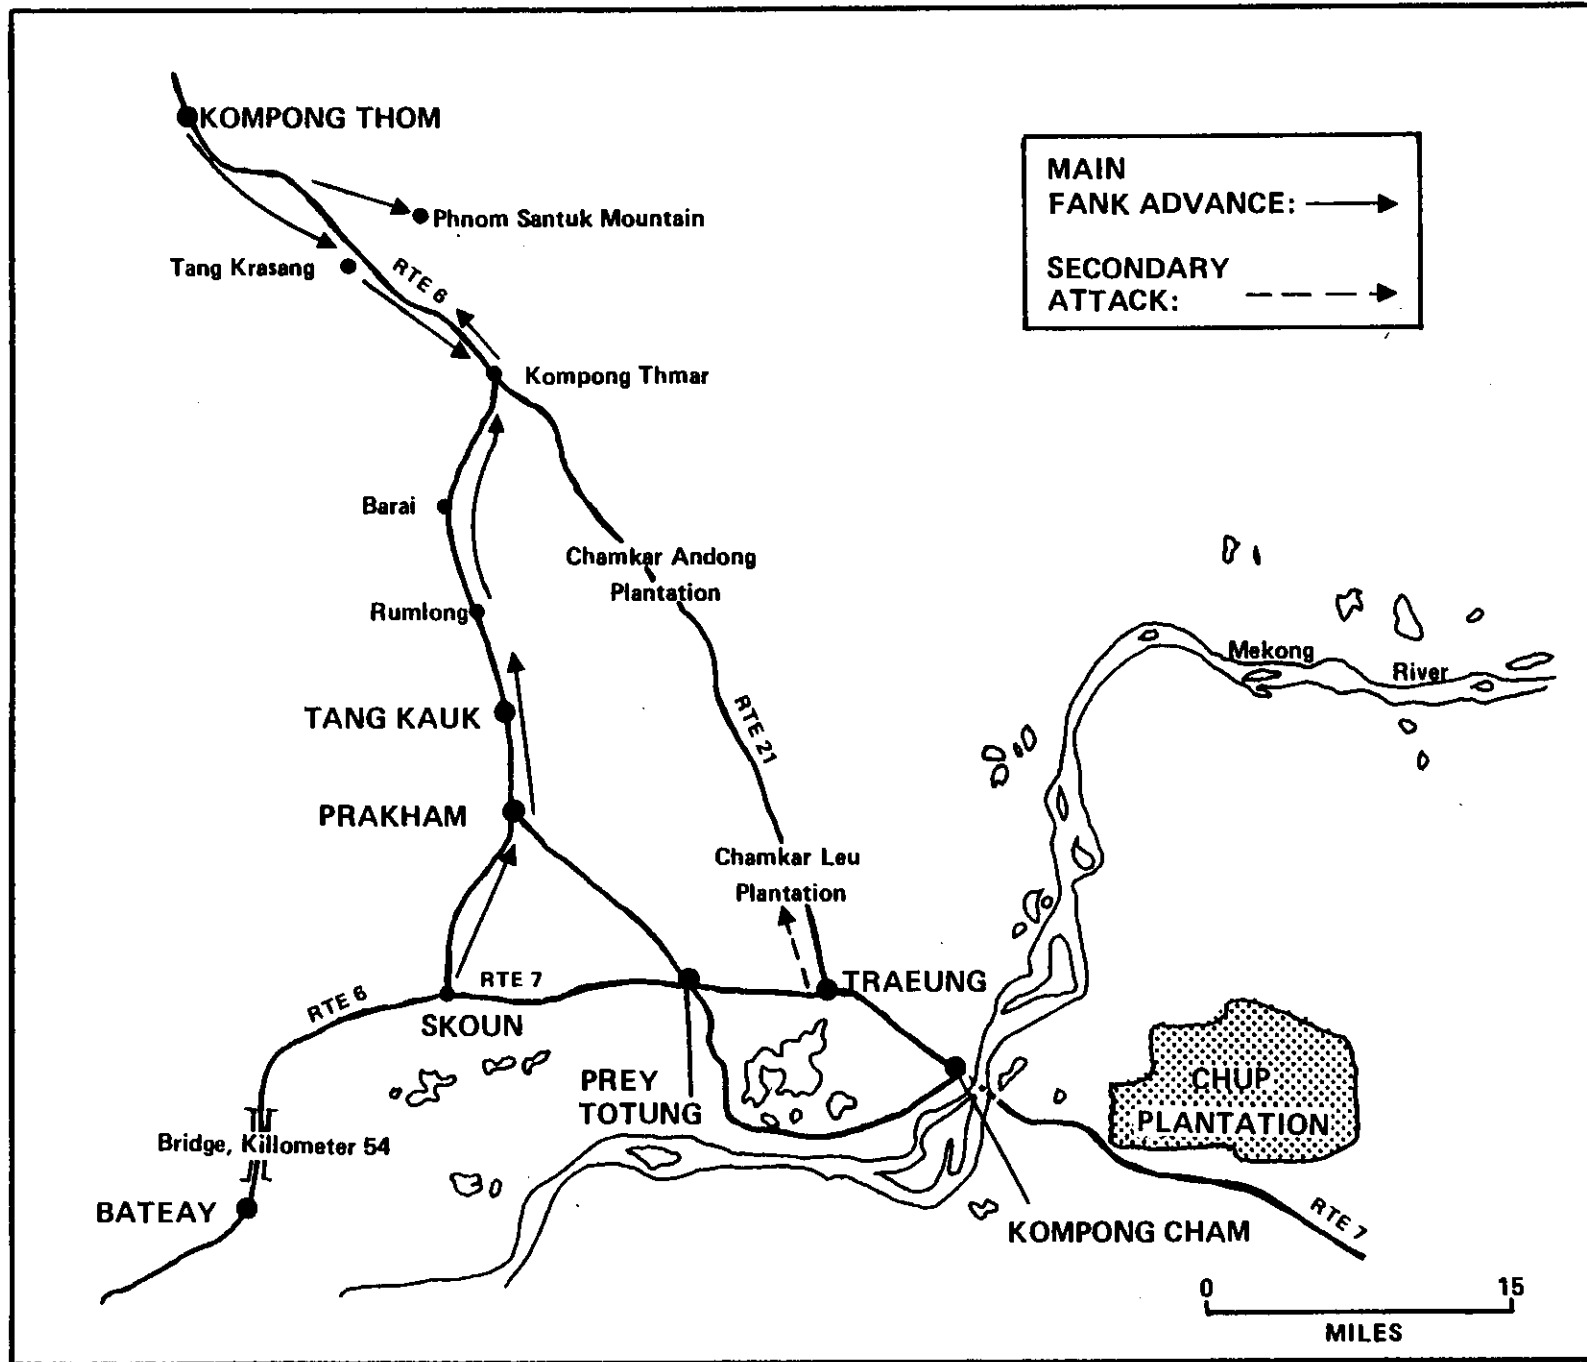 KOMPONG THOM
MAIN
FANK ADVANCE:
SECONDARY
ATTACK:
Phnom Santuk Mountain
Tang Krasang
RTE 6
Kompong Thmar
Barai
Chamkar Andong
Plantation
Rumlong
Mekong
River
TANG KAUK
RTE 21
PRAKHAM
Chamkar Leu
Plantation
RTE 7
TRAEUNG
RTE 6
SKOUN
PREY
TOTUNG
CHUP
PLANTATION
Bridge, Killometer 54
BATEAY
KOMPONG CHAM
RTE 7
0 15
MILES